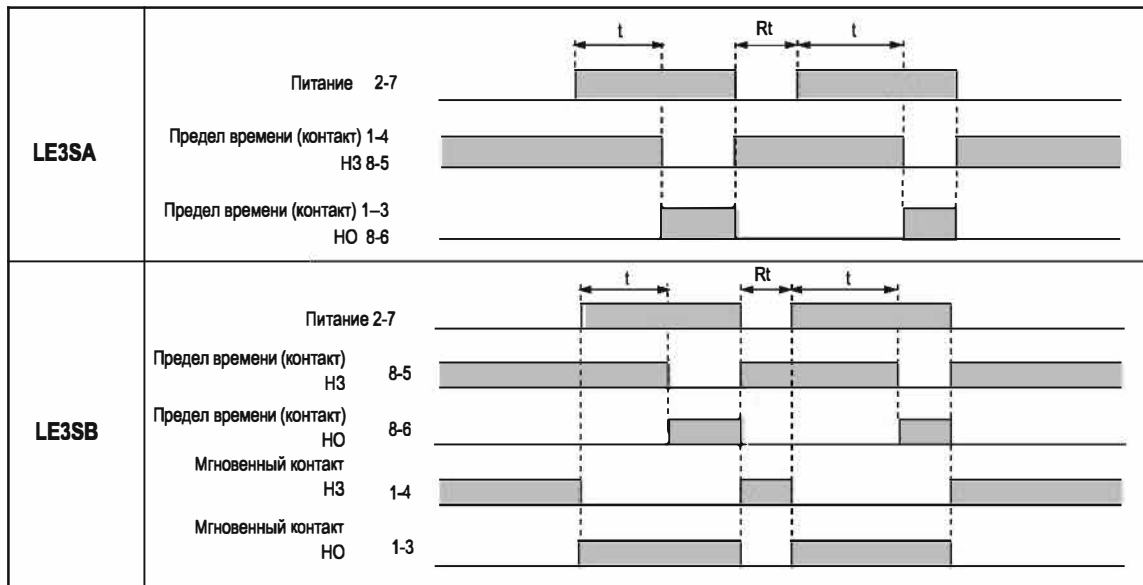 t Rt t
Питание 2-7
Предел времени (контакт) 1-4
НЗ 8-5
LE3SA
Предел времени (контакт) 1–3
НО 8-6
t Rt t
Питание 2-7
Предел времени (контакт)
НЗ 8-5
Предел времени (контакт)
НО 8-6
LE3SB
Мгновенный контакт
НЗ 1-4
Мгновенный контакт
НО 1-3